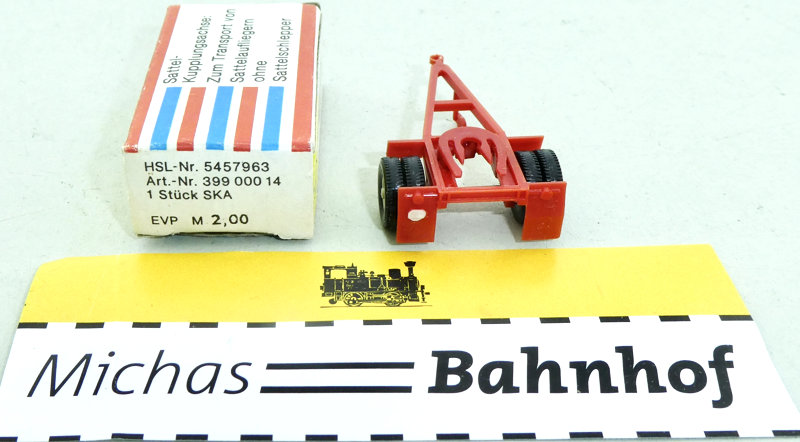 Sattel-
Kupplungsachse:
Zum Transport von
Sattelaufliegern
ohne
Sattelschlepper
HSL-Nr. 5457963
Art.-Nr. 399 000 14
1 Stück SKA
EVP M 2,00
Michas Bahnhof